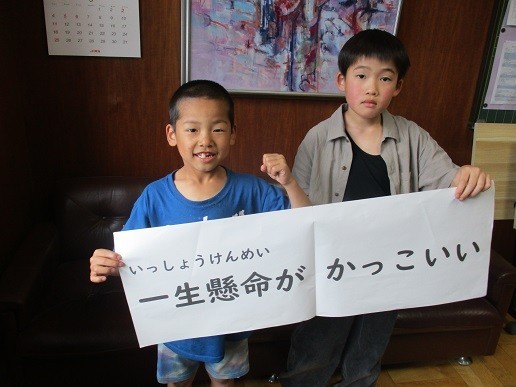 いっしょうけんめい
一生懸命が かっこいい